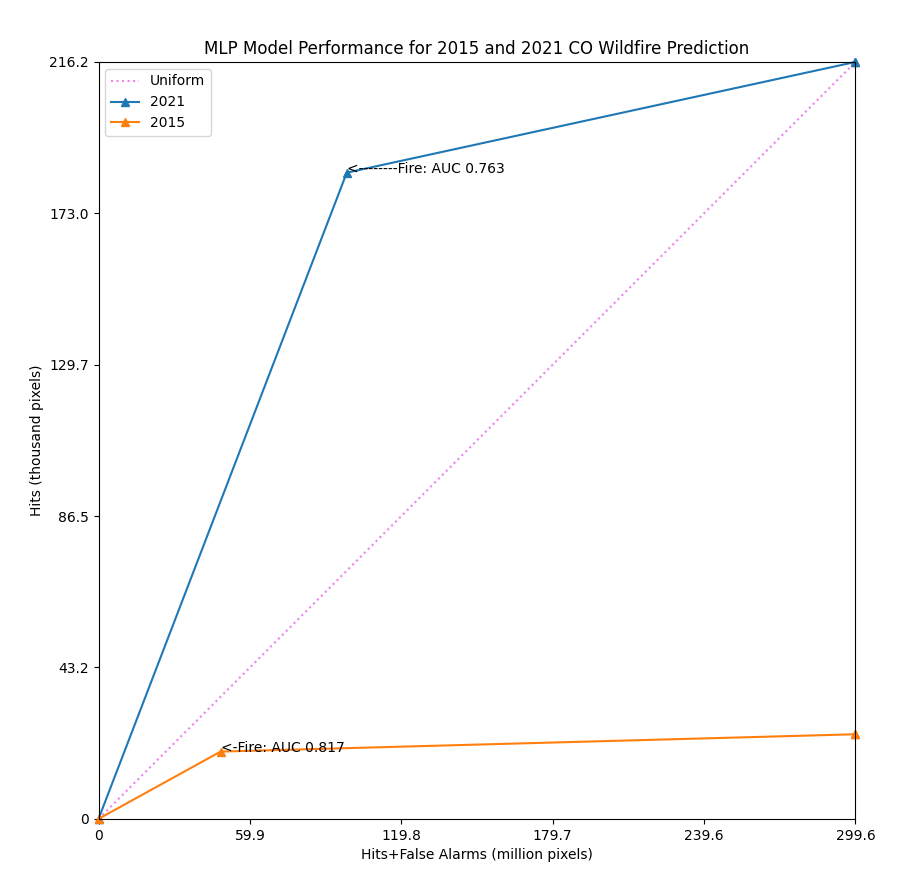 MLP Model Performance for 2015 and 2021 CO Wildfire Prediction
216.2
173.0
129.7
86.5
43.2
0
Hits (thousand pixels)
Uniform
2021
2015
<--------Fire: AUC 0.763
<-Fire: AUC 0.817
0
59.9
119.8
179.7
239.6
299.6
Hits+False Alarms (million pixels)